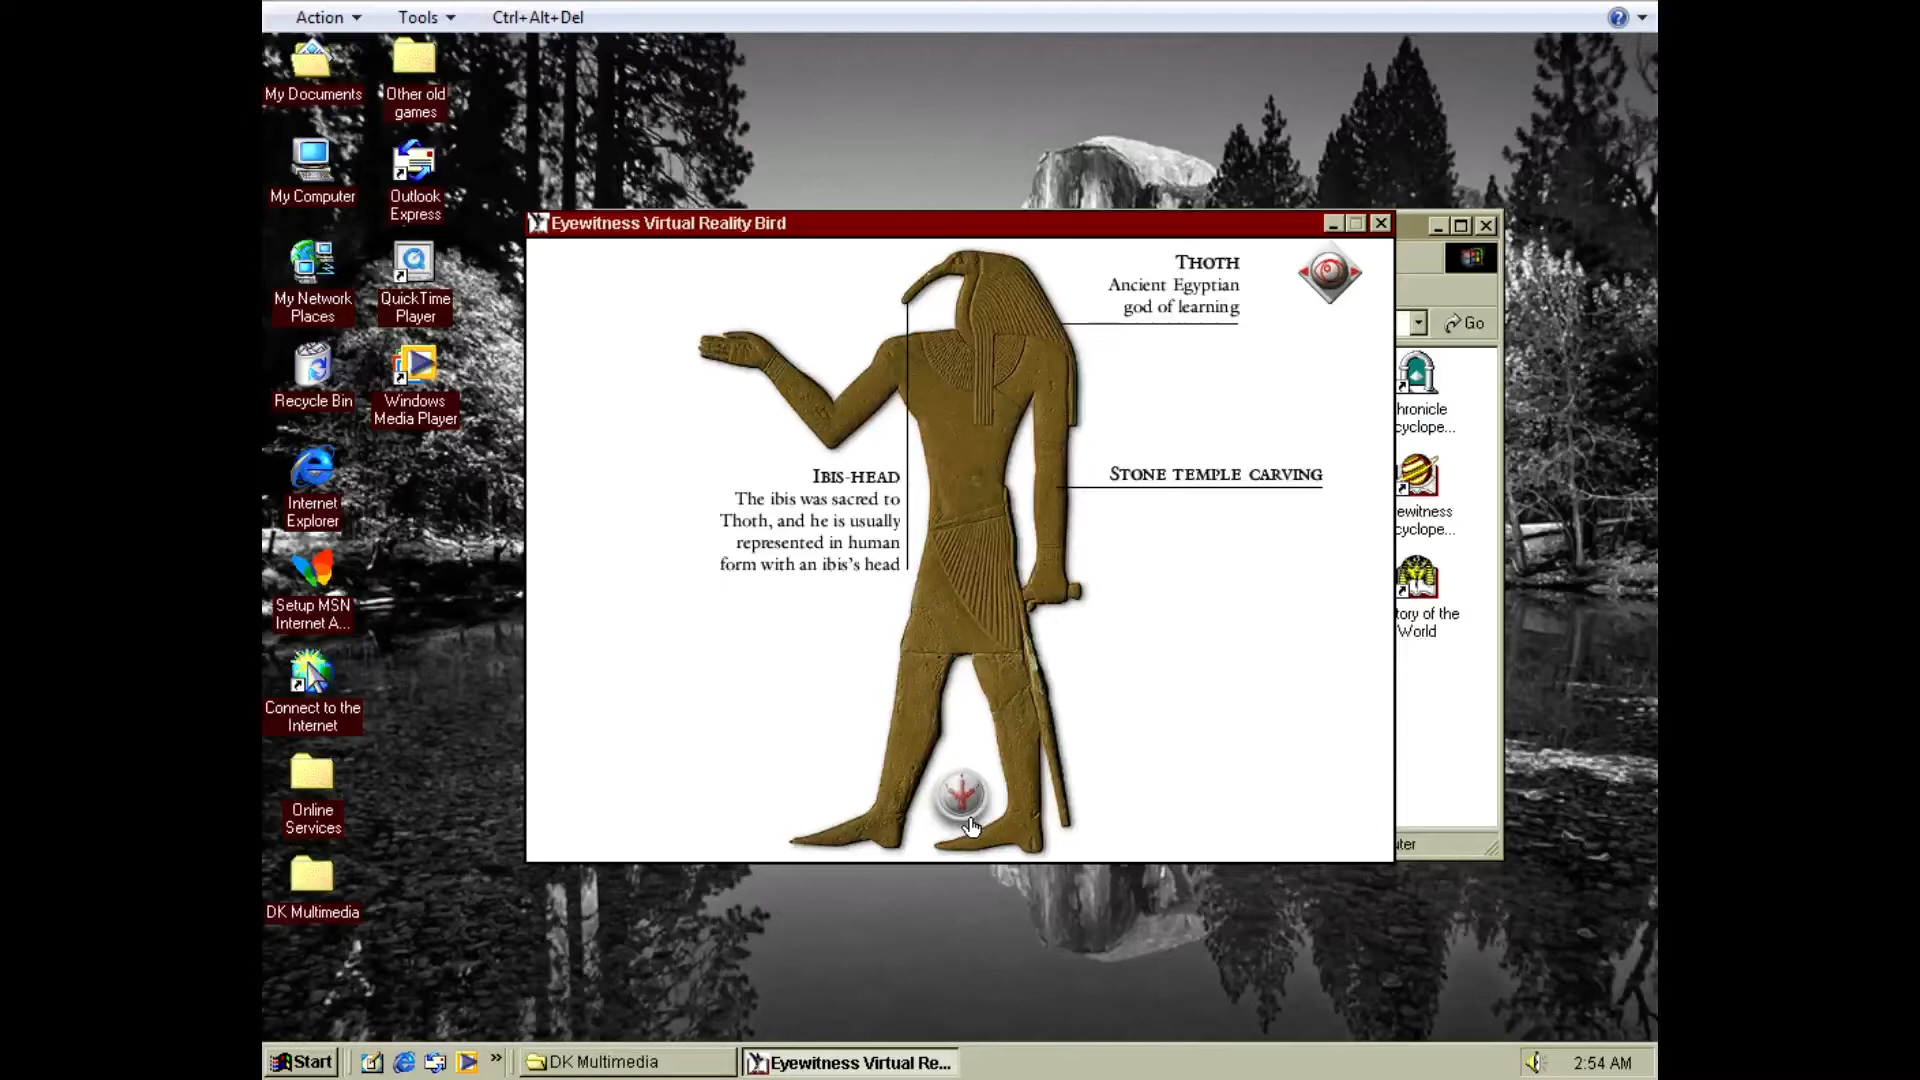 Action
Tools
Ctrl+Alt+Del
My Documents
Other old
games
My Computer
Outlook
Express
My Network
Places
QuickTime
Player
Recycle Bin
Windows
Media Player
Internet
Explorer
Setup MSN
Internet A...
Connect to the
Internet
Online
Services
DK Multimedia
Eyewitness Virtual Reality Bird
THOTH
Ancient Egyptian
god of learning
IBIS-HEAD
The ibis was sacred to
Thoth, and he is usually
represented in human
form with an ibis's head
STONE TEMPLE CARVING
Go
hronicle
cyclope...
ewitness
cyclope...
tory of the
World
uter
Start
DK Multimedia
Eyewitness Virtual Re...
2:54 AM